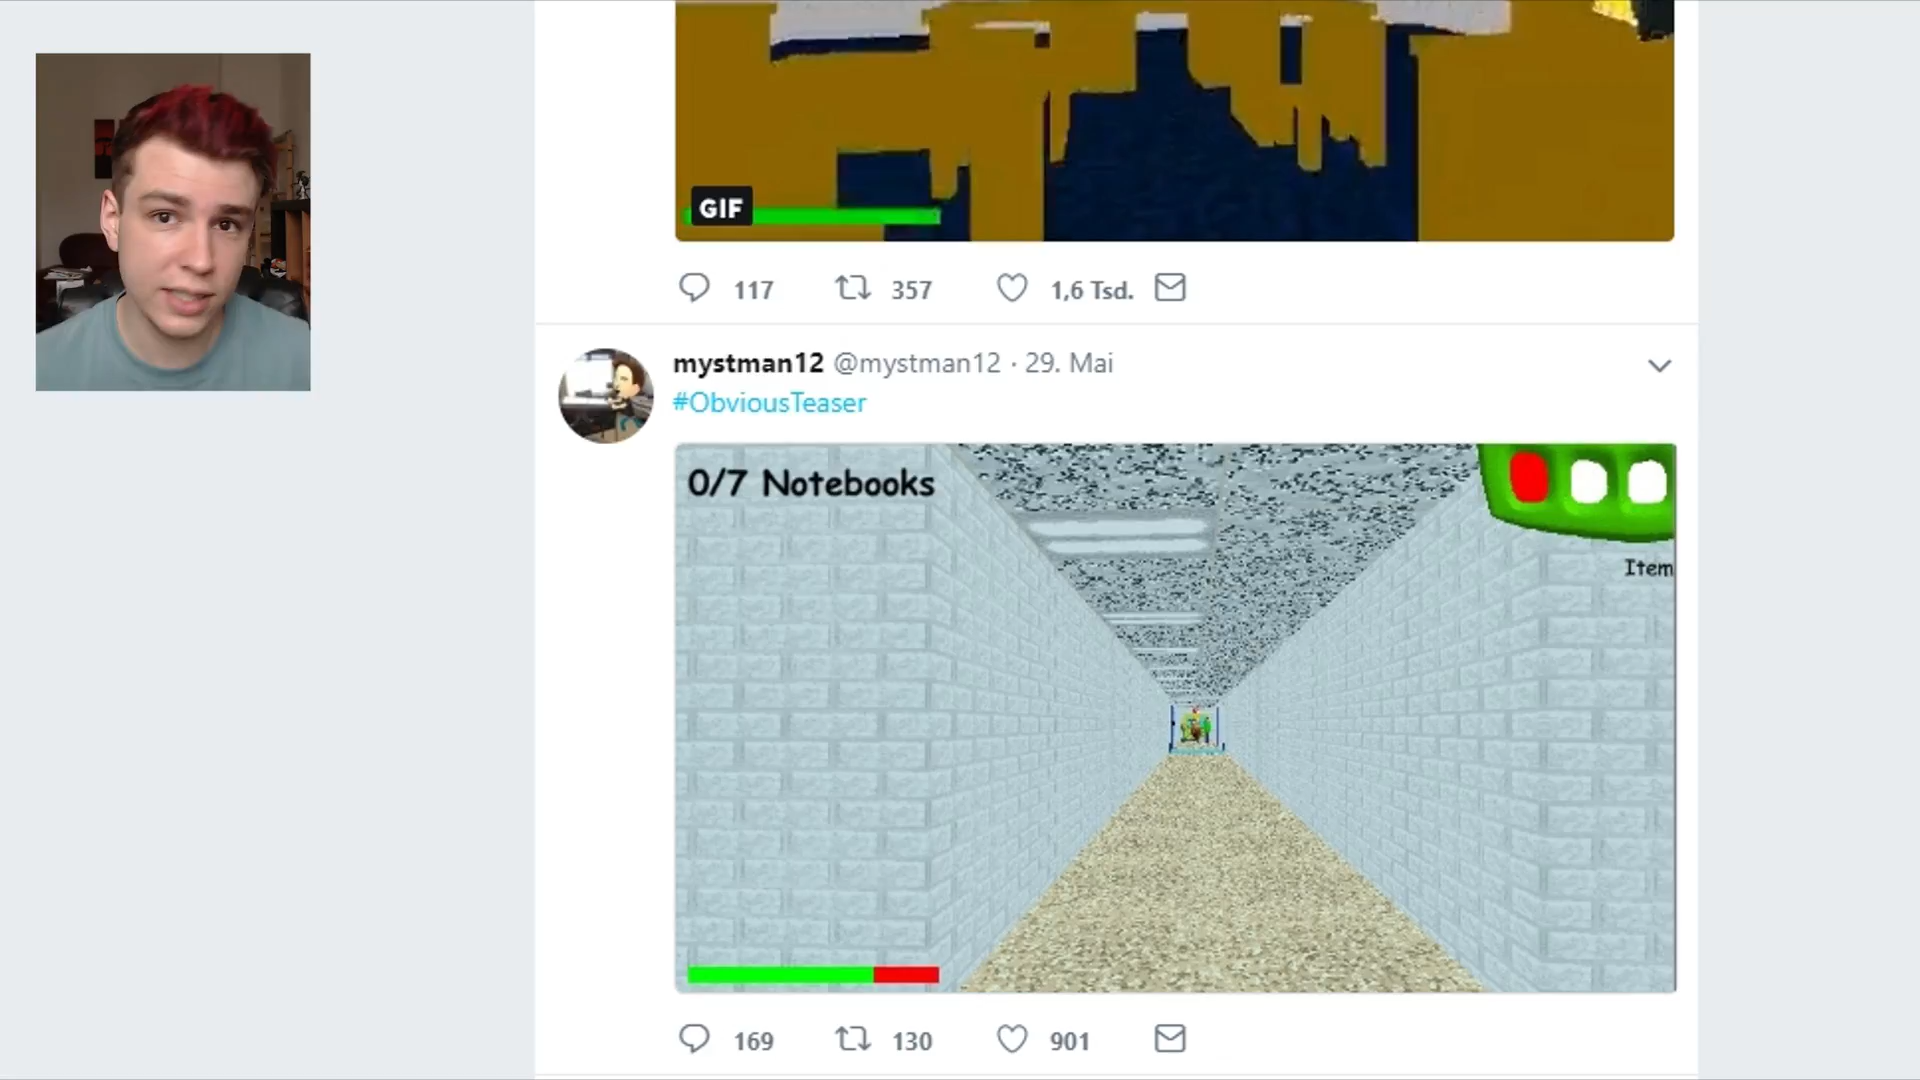 GIF
117 357 1,6 Tsd.
mystman12 @mystman12 · 29. Mai
#ObviousTeaser
0/7 Notebooks
Item
169 130 901